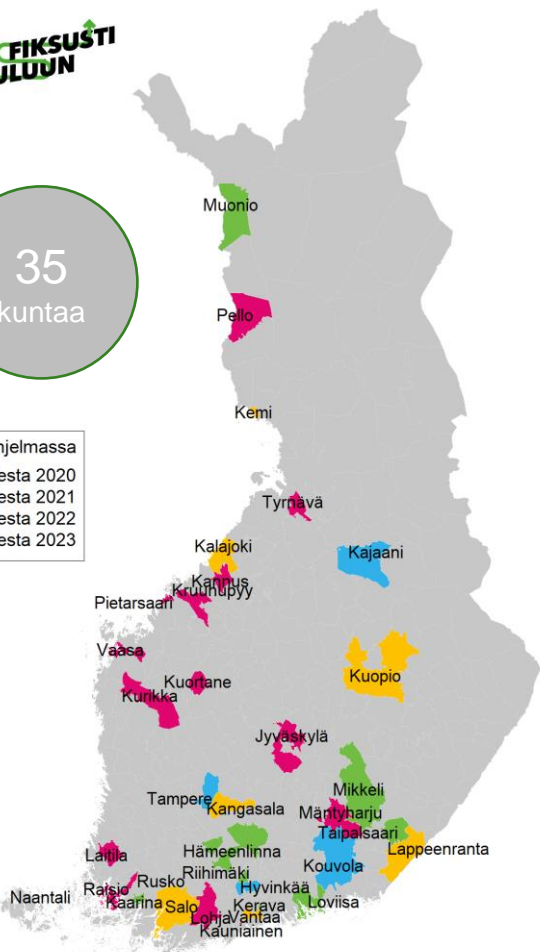 FIKSUSTI
35
kuntaa
esta 2020
esta 2021
esta 2022
esta 2023
Muonio
Pello
Kemi
Tyrnävä
Kalajoki
Kajaani
Kannus
Kruunupyy
Pietarsaari
Vaasa
Kuopio
Kuortane
Kurikka
Jyväskylä
Mikkeli
Tampere
Kangasala
Mäntyharju
Taipalsaari
Lappeenranta
Hämeenlinna
Laitila
Kouvola
Riihimäki
Rusko
Hyvinkää
Raisio
Naantali
Kaarina
Salo
Kerava
Loviisa
Lohja
Vantaa
Kauniainen